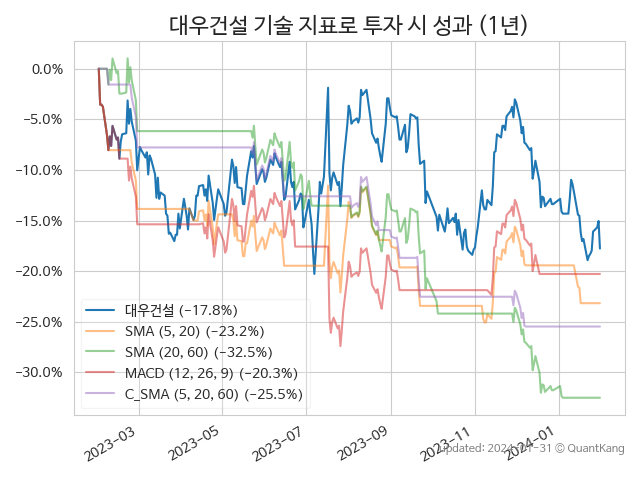 대우건설 기술 지표로 투자 시 성과 (1년)
0.0%
−5.0%
−10.0%
−15.0%
−20.0%
−25.0%
−30.0%
대우건설 (−17.8%)
SMA (5, 20) (−23.2%)
SMA (20, 60) (−32.5%)
MACD (12, 26, 9) (−20.3%)
C_SMA (5, 20, 60) (−25.5%)
2023−03
2023−05
2023−07
2023−09
2023−11
2024−01
updated: 2024−01−31 © QuantKang